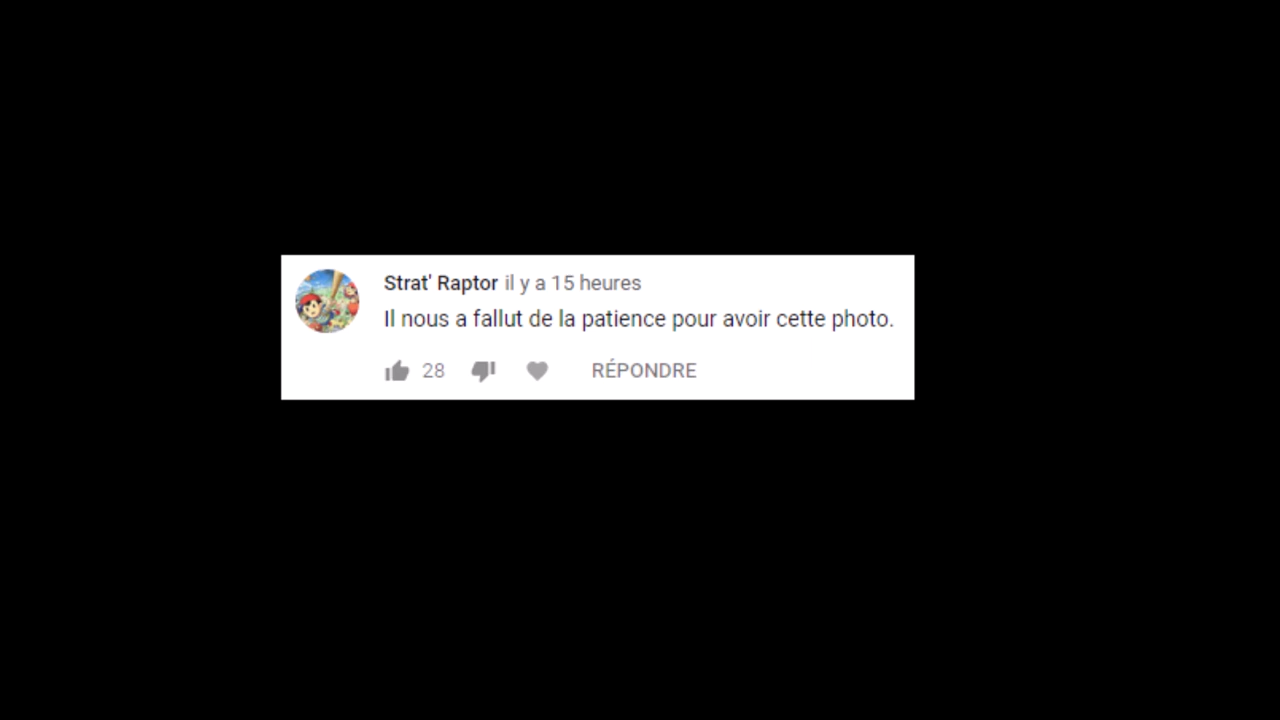 Strat' Raptor il y a 15 heures
Il nous a fallut de la patience pour avoir cette photo.
28 RÉPONDRE